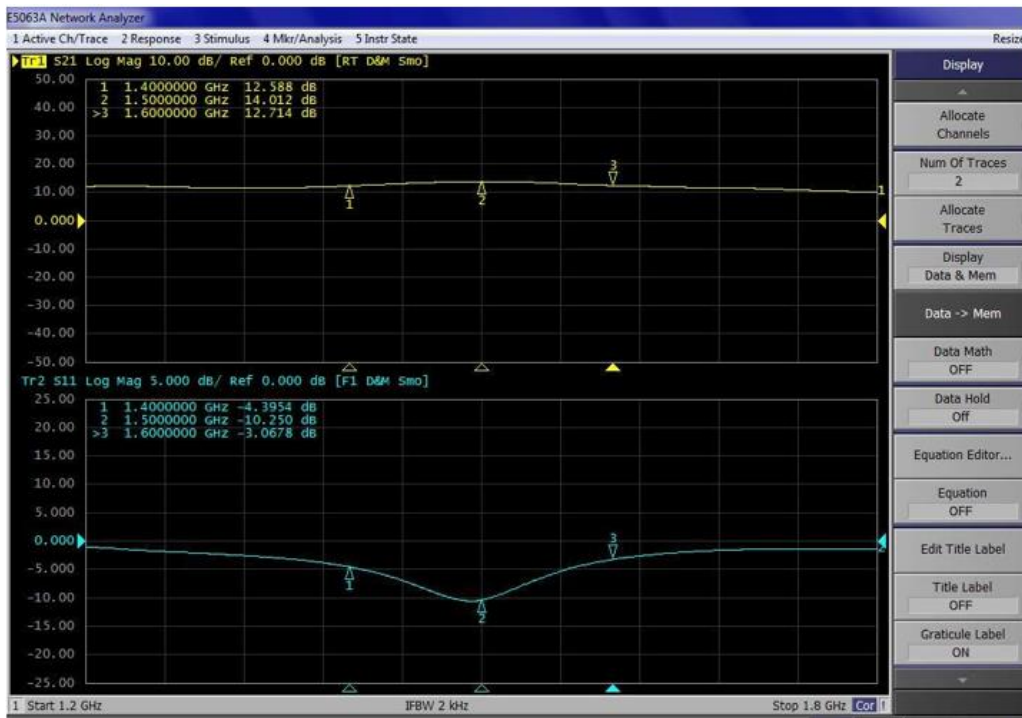 E5063A Network Analyzer
1 Active Ch/Trace 2 Response 3 Stimulus 4 Mkr/Analysis 5 Instr State
Resize
Tr1 S21 Log Mag 10.00 dB/ Ref 0.000 dB [RT D&M Smo]
50.00
1 1.4000000 GHz 12.588 dB
2 1.5000000 GHz 14.012 dB
>3 1.6000000 GHz 12.714 dB
40.00
30.00
20.00
10.00
0.000
-10.00
-20.00
-30.00
-40.00
-50.00
1
2
3
1
Tr2 S11 Log Mag 5.000 dB/ Ref 0.000 dB [F1 D&M Smo]
25.00
1 1.4000000 GHz -4.3954 dB
2 1.5000000 GHz -10.250 dB
>3 1.6000000 GHz -3.0678 dB
20.00
15.00
10.00
5.000
0.000
-5.000
-10.00
-15.00
-20.00
-25.00
1
2
3
2
1 Start 1.2 GHz IFBW 2 kHz Stop 1.8 GHz Cor !
Display
Allocate
Channels
Num Of Traces
2
Allocate
Traces
Display
Data & Mem
Data -> Mem
Data Math
OFF
Data Hold
Off
Equation Editor...
Equation
OFF
Edit Title Label
Title Label
OFF
Graticule Label
ON